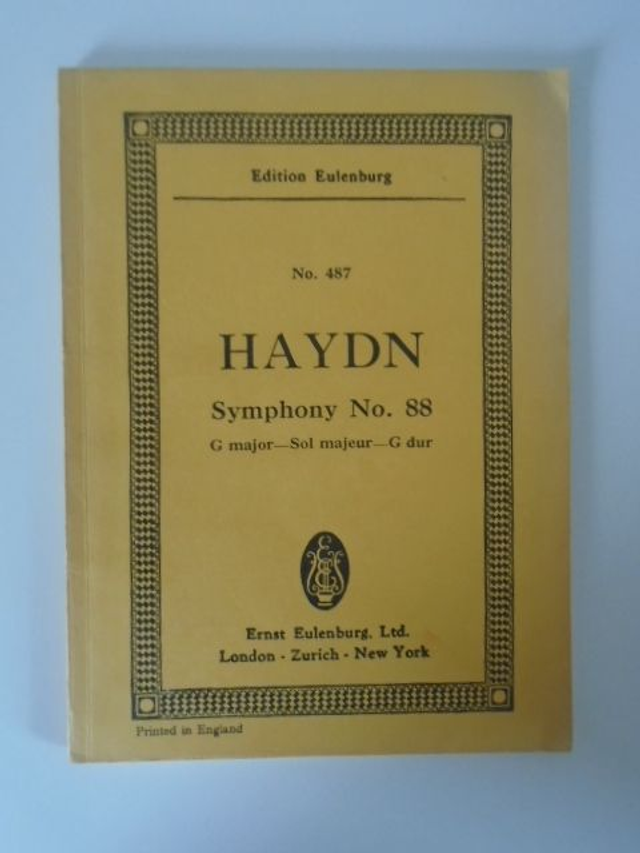 Edition Eulenburg
No. 487
HAYDN
Symphony No. 88
G major—Sol majeur—G dur
Ernst Eulenburg, Ltd.
London - Zurich - New York
Printed in England